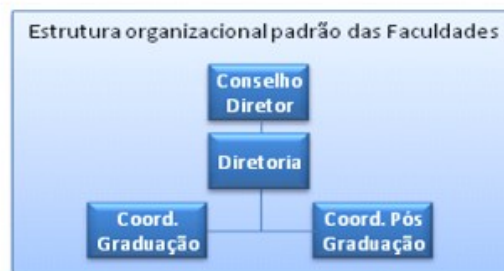 Estrutura organizacional padrão das Faculdades
Conselho
Diretor
Diretoria
Coord.
Graduação
Coord. Pós
Graduação